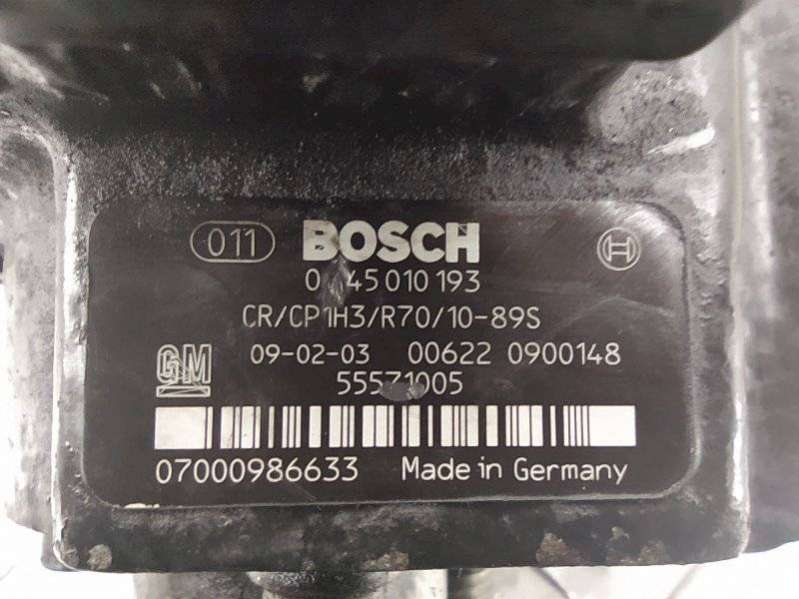 011 BOSCH
0 45 010 193
CR/CP1H3/R70/10-89S
GM 09-02-03 00622 0900148
55571005
07000986633 Made in Germany